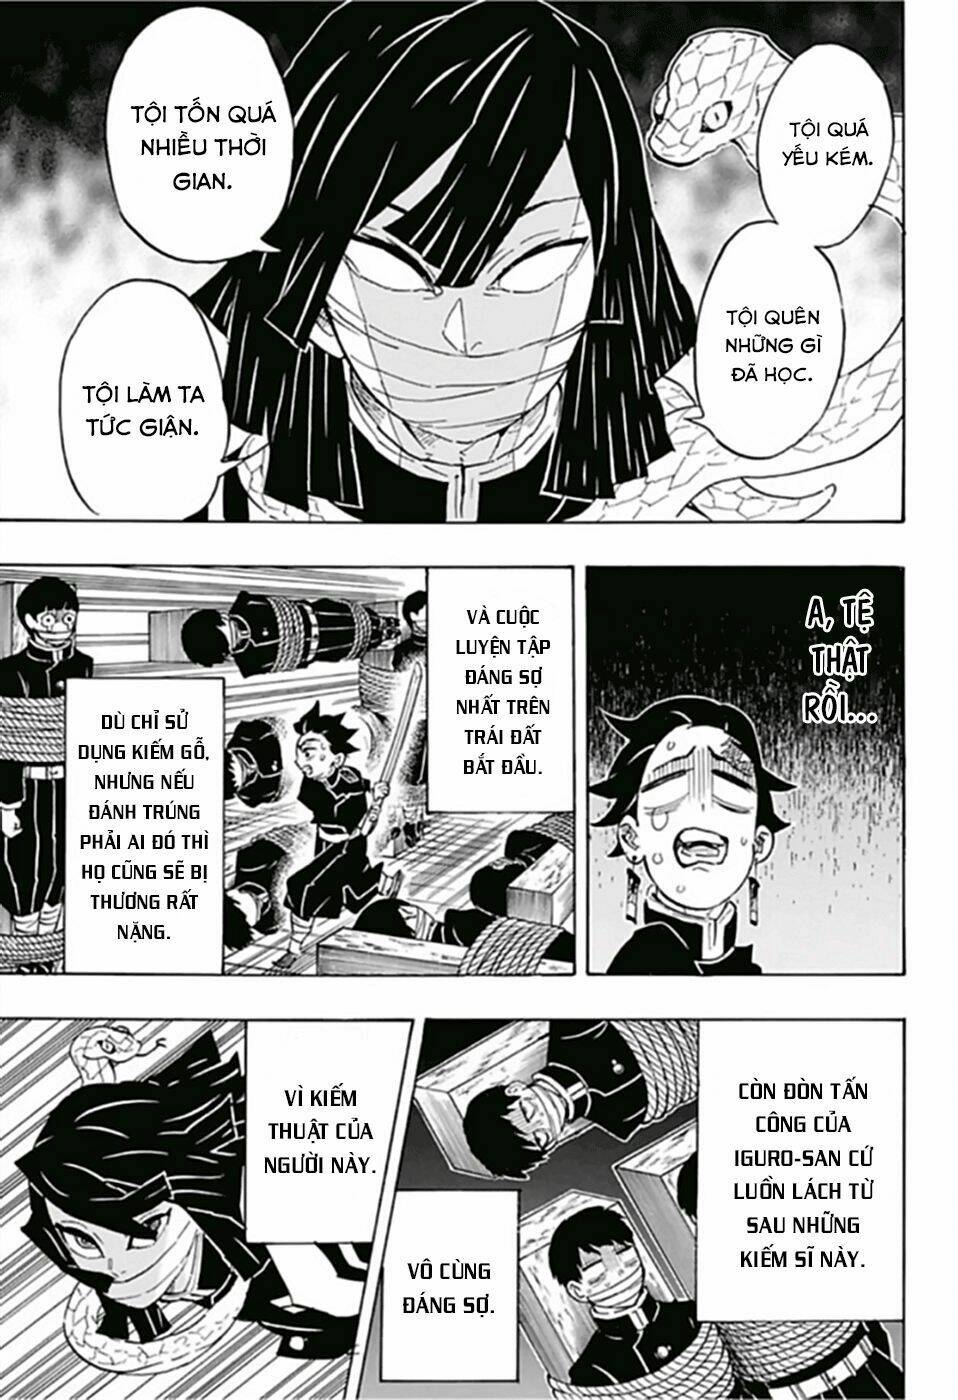 TỘI QUÁ
YẾU KÉM.
TỘI QUÊN
NHỮNG GÌ
ĐÃ HỌC.
TỘI TỐN QUÁ
NHIỀU THỜI
GIAN.
TỘI LÀM TA
TỨC GIẬN.
A, TỆ
THẬT
RỒI...
VÀ CUỘC
LUYỆN TẬP
ĐÁNG SỢ
NHẤT TRÊN
TRÁI ĐẤT
BẮT ĐẦU.
DÙ CHỈ SỬ
DỤNG KIẾM GỖ,
NHƯNG NẾU
ĐÁNH TRÚNG
PHẢI AI ĐÓ THÌ
HỌ CŨNG SẼ BỊ
THƯƠNG RẤT
NẶNG.
CÒN ĐÒN TẤN
CÔNG CỦA
IGURO-SAN CỨ
LUỒN LÁCH TỪ
SAU NHỮNG
KIẾM SĨ NÀY.
VÔ CÙNG
ĐÁNG SỢ.
VÌ KIẾM
THUẬT CỦA
NGƯỜI NÀY.